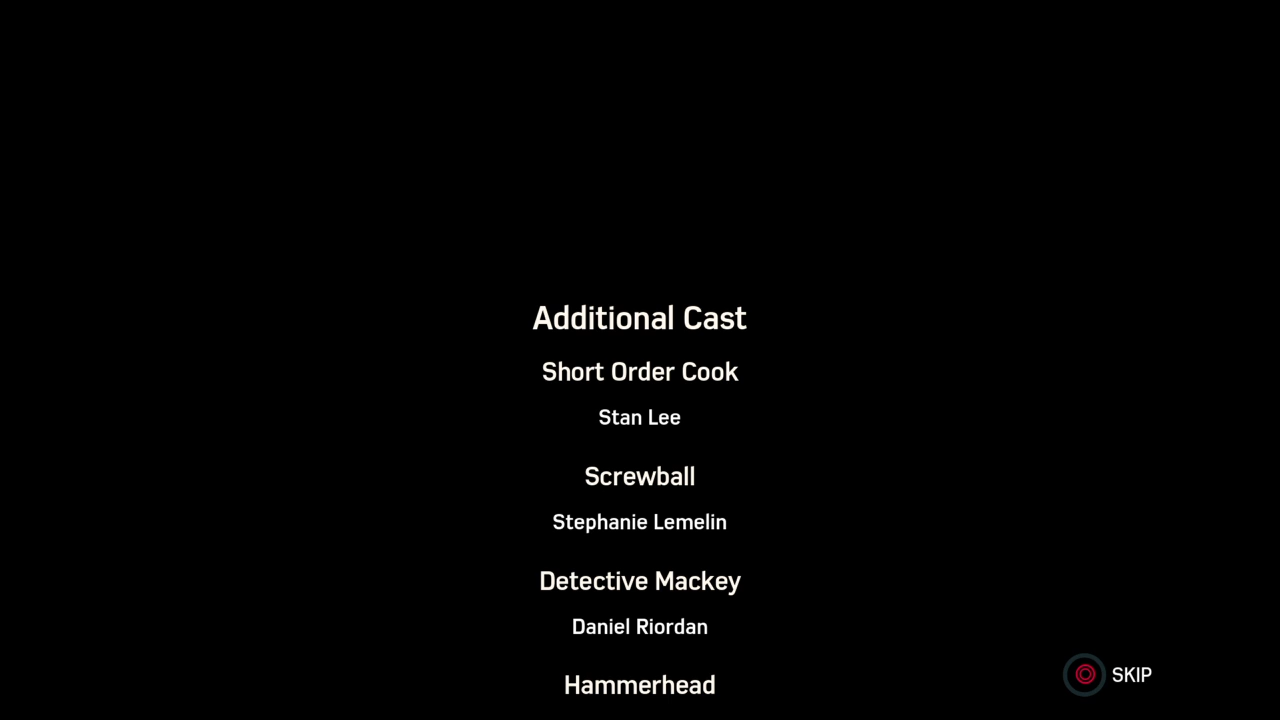 Additional Cast
Short Order Cook
Stan Lee
Screwball
Stephanie Lemelin
Detective Mackey
Daniel Riordan
Hammerhead
SKIP